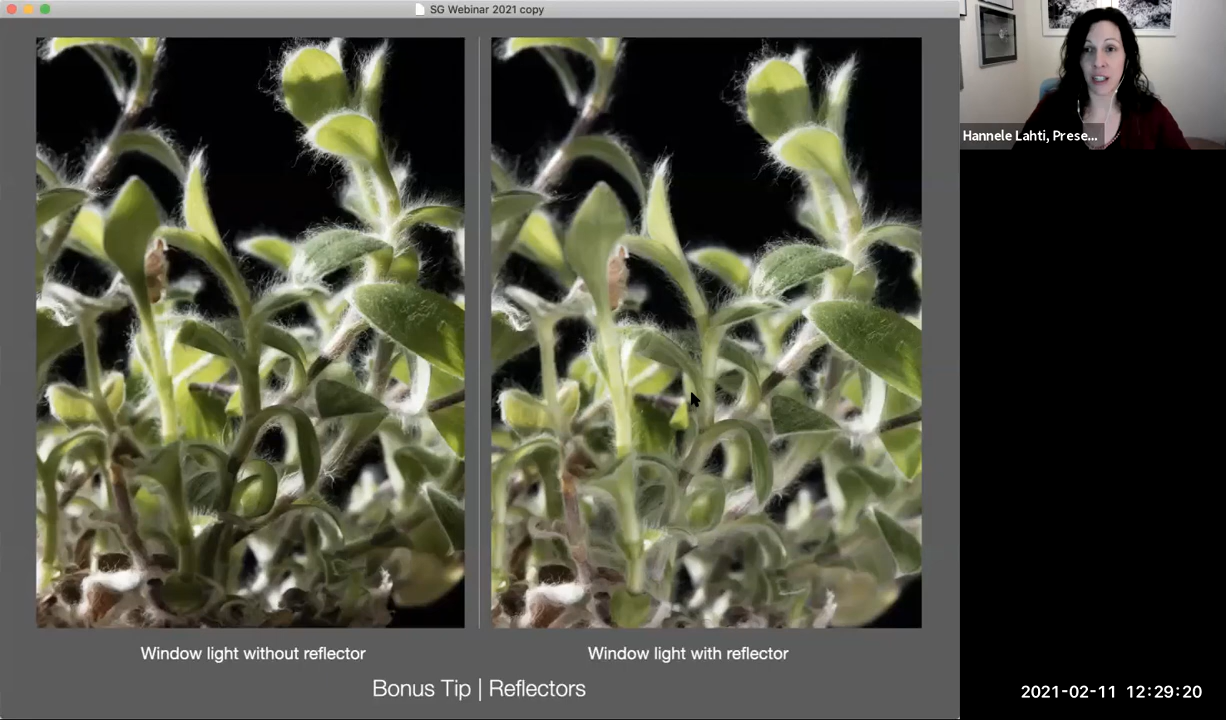 SG Webinar 2021 copy
Hannele Lahti, Prese...
Window light without reflector
Window light with reflector
Bonus Tip | Reflectors
2021-02-11 12:29:20